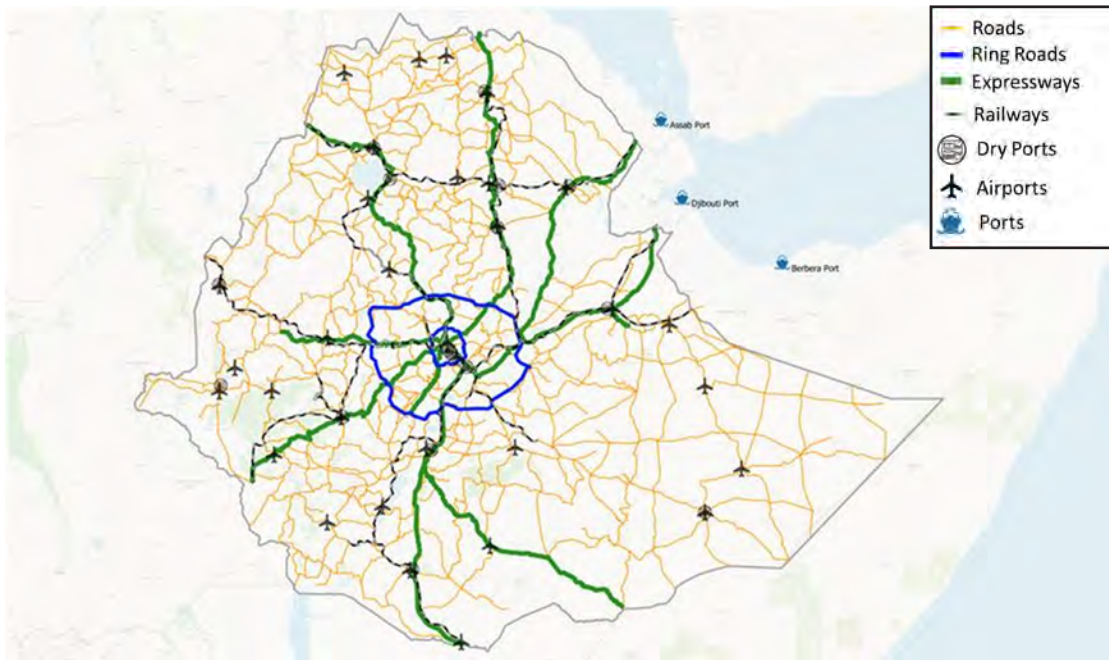 Roads
Ring Roads
Expressways
Railways
Dry Ports
Airports
Ports
Assab Port
Djibouti Port
Berbera Port